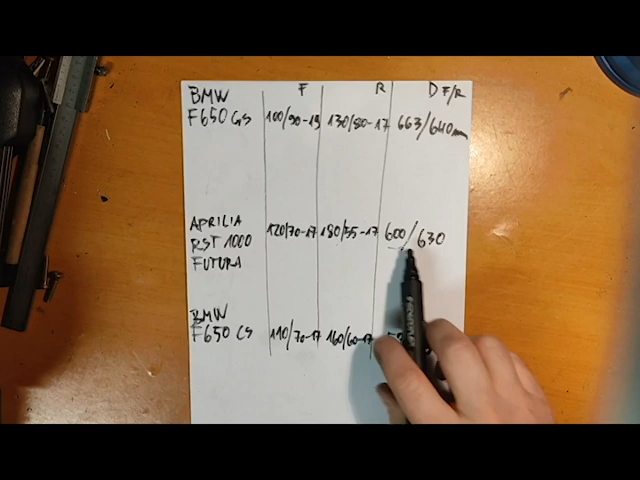 F R D F/R
BMW
F650 GS 100/90-19 130/80-17 663/640mm
APRILIA
RST 1000 120/70-17 180/55-17 600/630
FUTURA
BMW
F650 CS 110/70-17 160/60-17